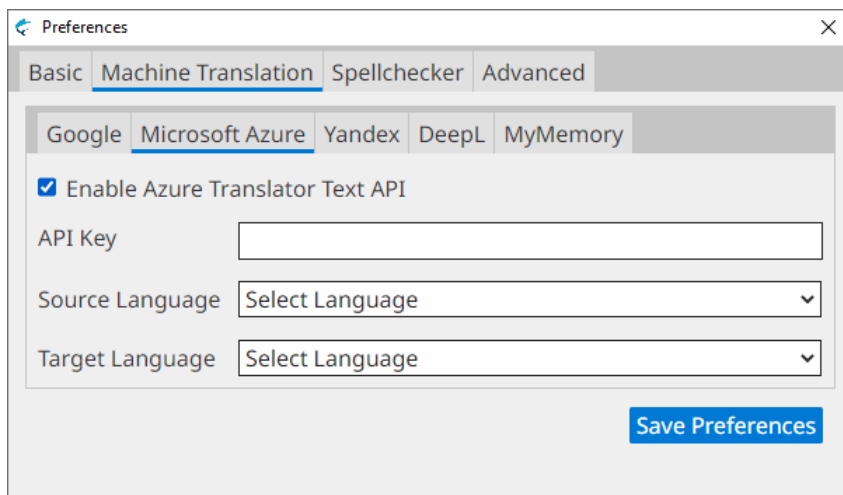 Preferences
Basic Machine Translation Spellchecker Advanced
Google Microsoft Azure Yandex DeepL MyMemory
Enable Azure Translator Text API
API Key
Source Language Select Language
Target Language Select Language
Save Preferences